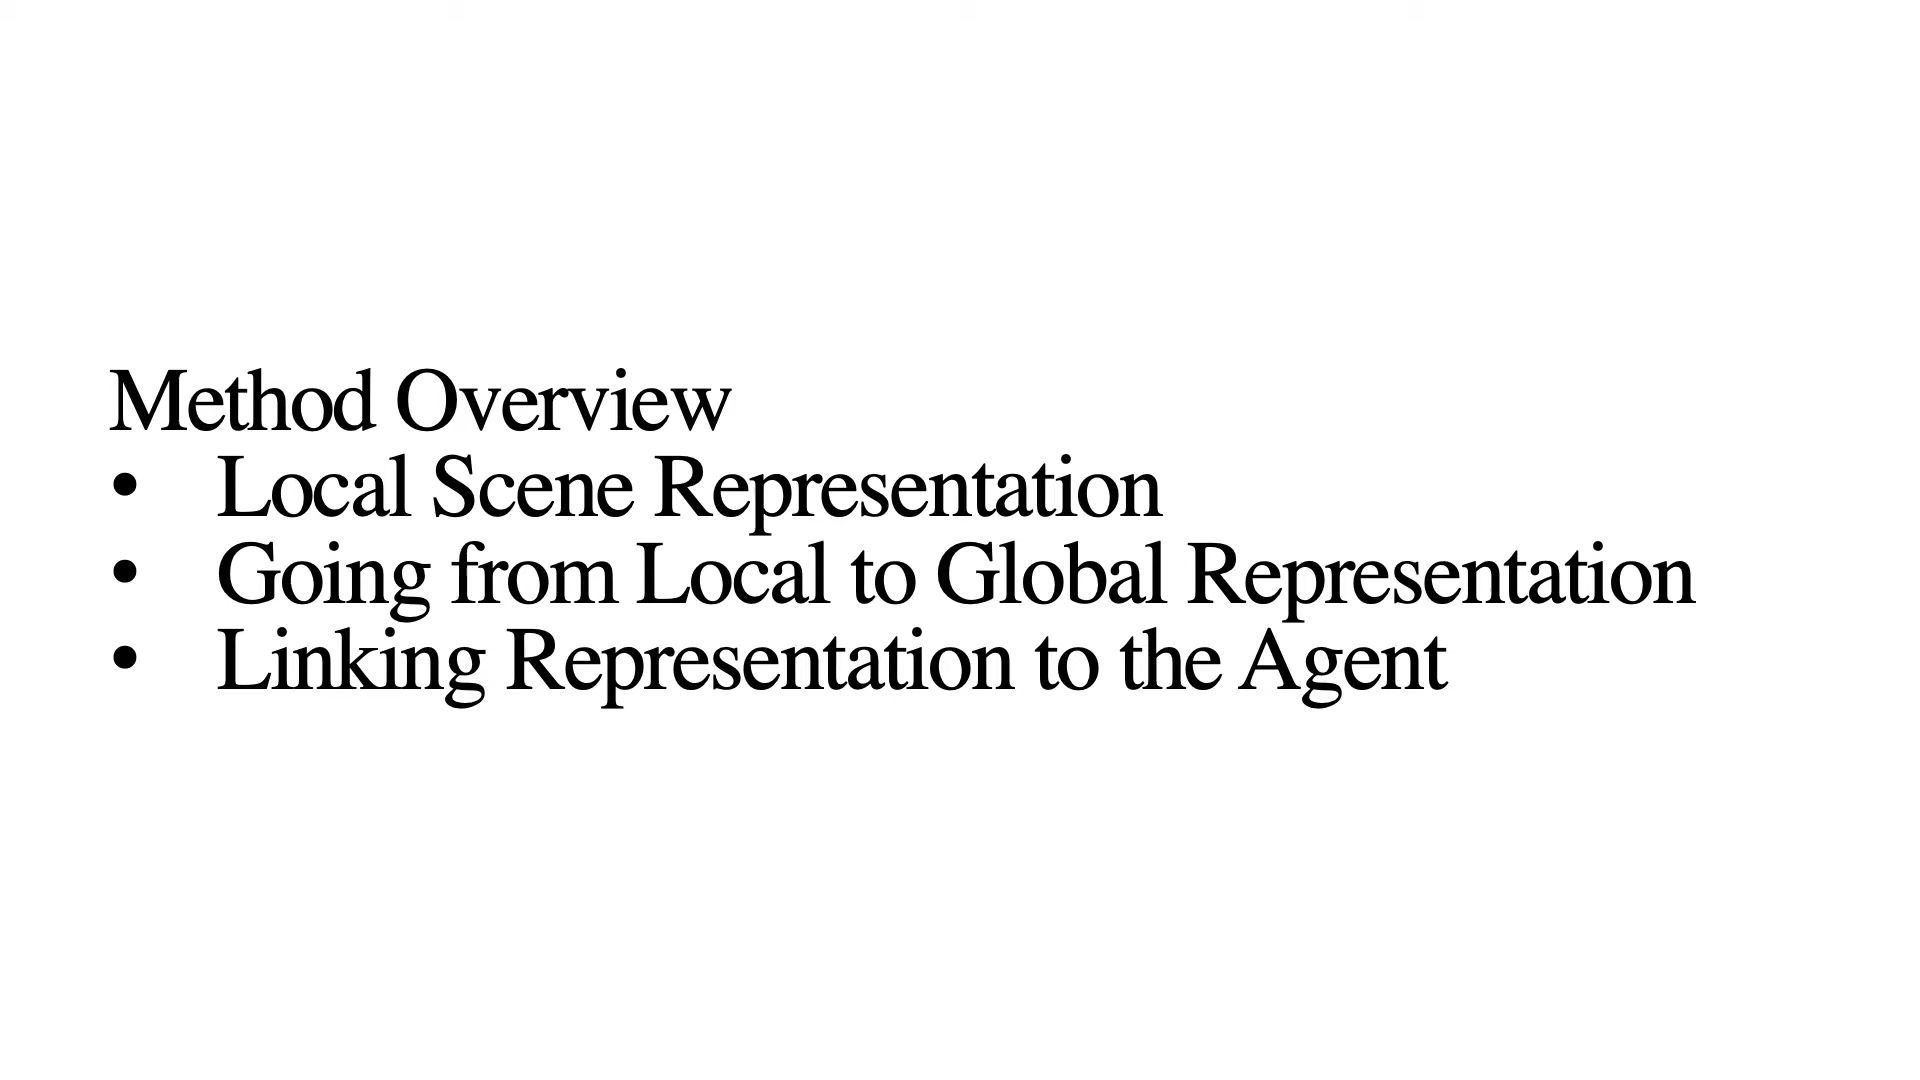 Method Overview
• Local Scene Representation
• Going from Local to Global Representation
• Linking Representation to the Agent